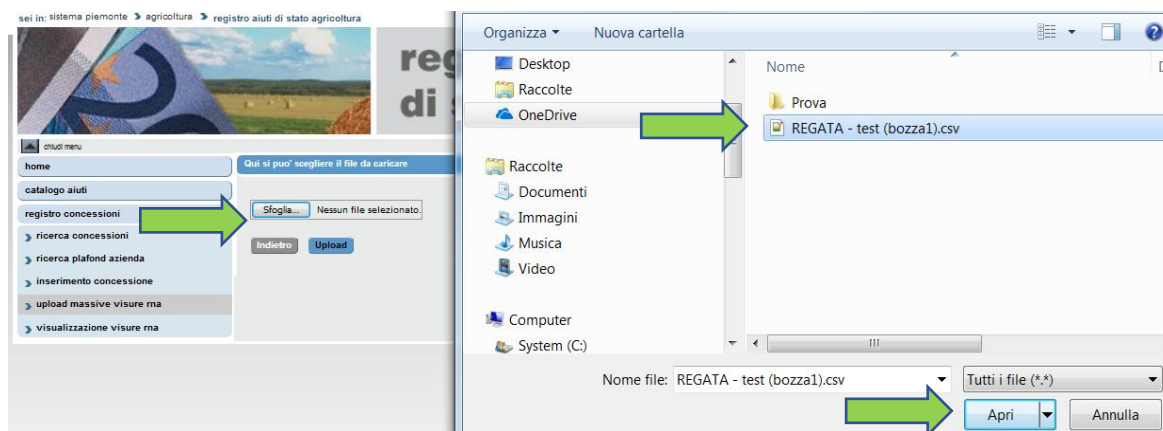 sei in: sistema piemonte agricoltura registro aiuti di stato agricoltura
reg
di s
chiudi menu
home
catalogo aiuti
registro concessioni
ricerca concessioni
ricerca plafond azienda
inserimento concessione
upload massive visure rna
visualizzazione visure rna
Qui si puo' scegliere il file da caricare
Sfoglia... Nessun file selezionato.
Indietro Upload
Organizza Nuova cartella
Desktop
Raccolte
OneDrive
Raccolte
Documenti
Immagini
Musica
Video
Computer
System (C:)
Nome
Prova
REGATA - test (bozza1).csv
Nome file: REGATA - test (bozza1).csv Tutti i file (*.*)
Apri Annulla